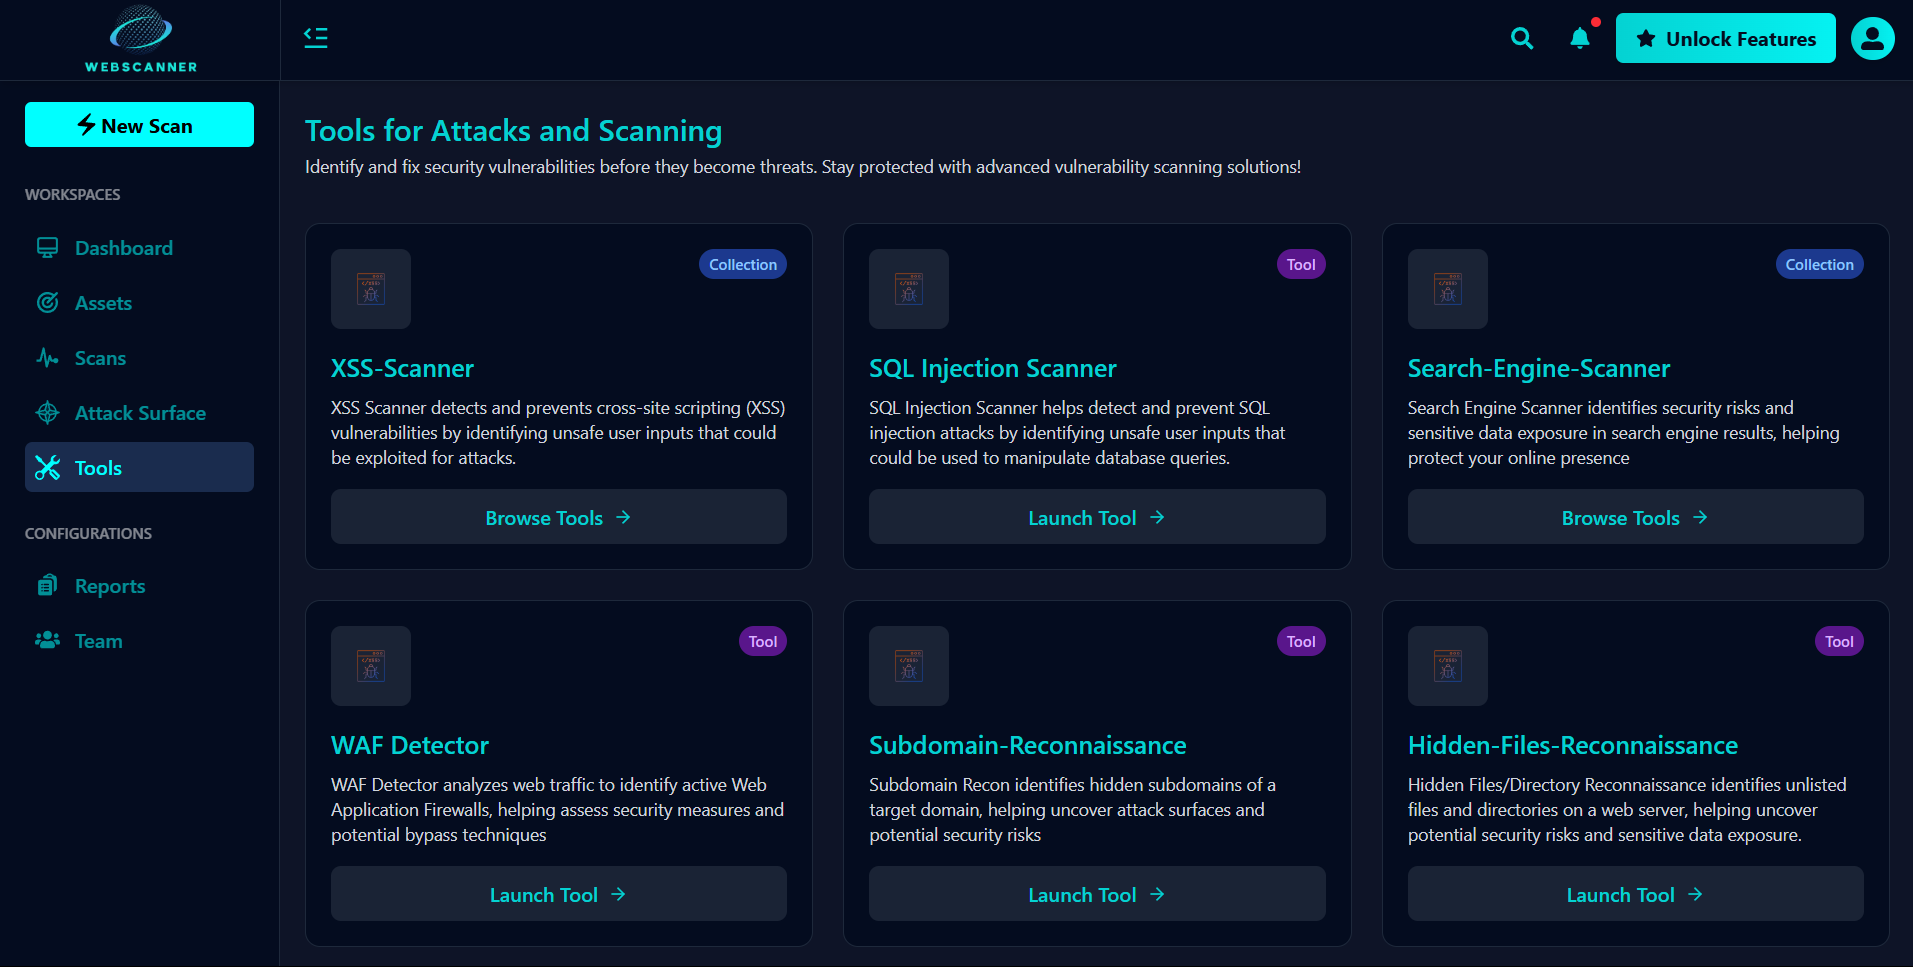 WEBSCANNER
Unlock Features
New Scan
WORKSPACES
Dashboard
Assets
Scans
Attack Surface
Tools
CONFIGURATIONS
Reports
Team
Tools for Attacks and Scanning
Identify and fix security vulnerabilities before they become threats. Stay protected with advanced vulnerability scanning solutions!
Collection
XSS-Scanner
XSS Scanner detects and prevents cross-site scripting (XSS)
vulnerabilities by identifying unsafe user inputs that could
be exploited for attacks.
Browse Tools
Tool
SQL Injection Scanner
SQL Injection Scanner helps detect and prevent SQL
injection attacks by identifying unsafe user inputs that
could be used to manipulate database queries.
Launch Tool
Collection
Search-Engine-Scanner
Search Engine Scanner identifies security risks and
sensitive data exposure in search engine results, helping
protect your online presence
Browse Tools
Tool
WAF Detector
WAF Detector analyzes web traffic to identify active Web
Application Firewalls, helping assess security measures and
potential bypass techniques
Launch Tool
Tool
Subdomain-Reconnaissance
Subdomain Recon identifies hidden subdomains of a
target domain, helping uncover attack surfaces and
potential security risks
Launch Tool
Tool
Hidden-Files-Reconnaissance
Hidden Files/Directory Reconnaissance identifies unlisted
files and directories on a web server, helping uncover
potential security risks and sensitive data exposure.
Launch Tool